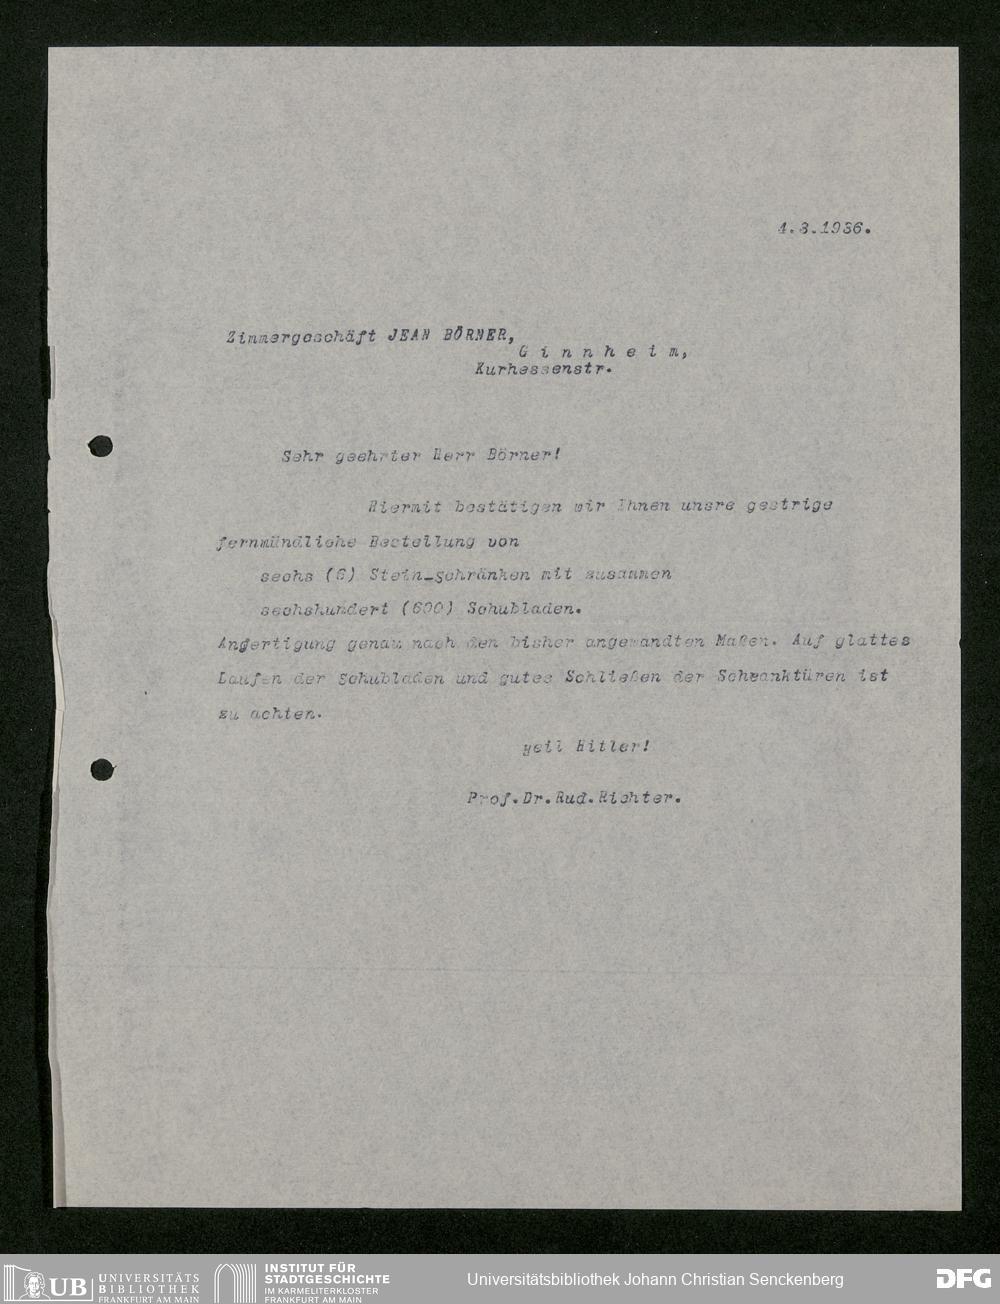 4.3.1936.
Zimmergeschäft JEAN BÖRNER,
G i n n h e i m,
Kurhessenstr.
Sehr geehrter Herr Börner!
Hiermit bestätigen wir Ihnen unsre gestrige
fernmündliche Bestellung von
sechs (6) Stein-schränken mit zusammen
sechshundert (600) Schubladen.
Anfertigung genau nach den bisher angewandten Maßen. Auf glattes
Laufen der Schubladen und gutes Schließen der Schranktüren ist
zu achten.
Heil Hitler!
Prof.Dr.Rud.Richter.
UB UNIVERSITÄTS
BIBLIOTHEK
FRANKFURT AM MAIN
INSTITUT FÜR
STADTGESCHICHTE
IM KARMELITERKLOSTER
FRANKFURT AM MAIN
Universitätsbibliothek Johann Christian Senckenberg
DFG